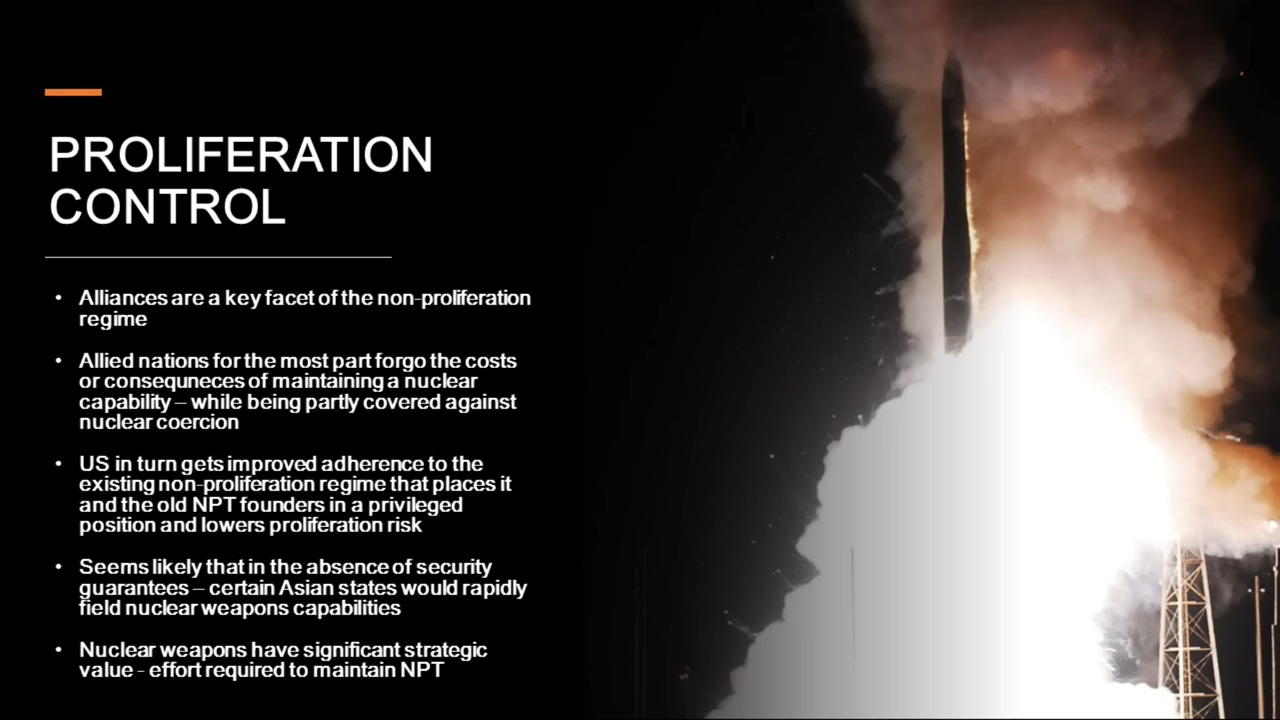 PROLIFERATION
CONTROL
• Alliances are a key facet of the non-proliferation
regime
• Allied nations for the most part forgo the costs
or consequneces of maintaining a nuclear
capability – while being partly covered against
nuclear coercion
• US in turn gets improved adherence to the
existing non-proliferation regime that places it
and the old NPT founders in a privileged
position and lowers proliferation risk
• Seems likely that in the absence of security
guarantees – certain Asian states would rapidly
field nuclear weapons capabilities
• Nuclear weapons have significant strategic
value - effort required to maintain NPT